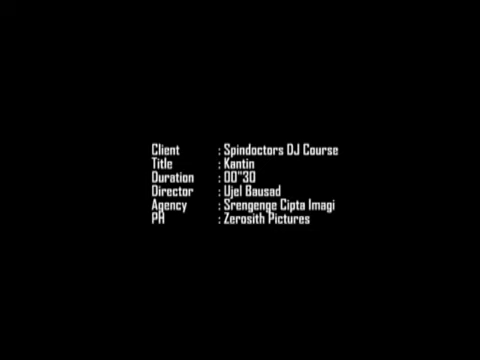 Client : Spindoctors DJ Course
Title : Kantin
Duration : 00"30
Director : Ujel Bausad
Agency : Srengenge Cipta Imagi
PH : Zerosith Pictures